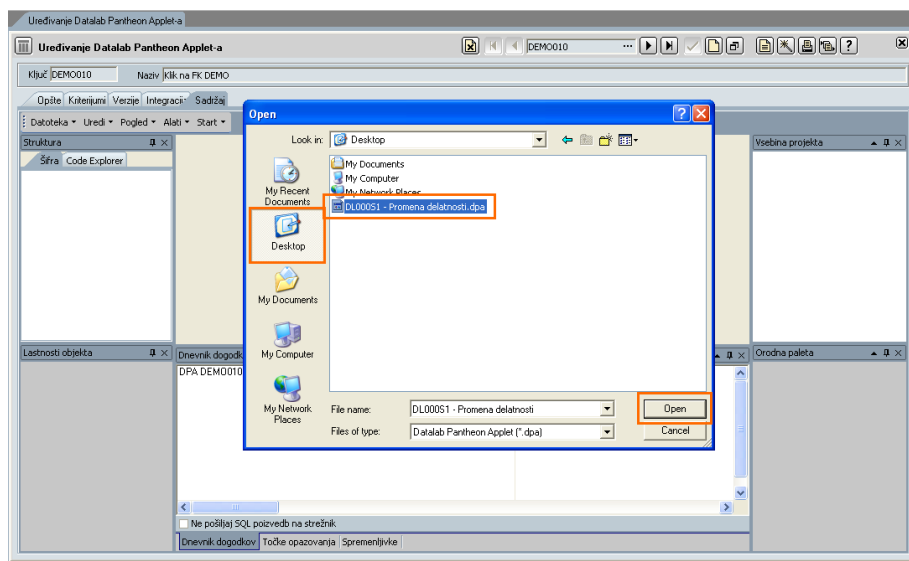 Uređivanje Datalab Pantheon Applet-a
Uređivanje Datalab Pantheon Applet-a
DEMO010 ...
Ključ DEMO010 Naziv Klik na FK DEMO
Opšte Kriterijumi Verzije Integraci Sadržaj
Datoteka Uredi Pogled Alati Start
Struktura
Šifra Code Explorer
Vsebina projekta
Open
Look in: Desktop
My Recent Documents
Desktop
My Documents
My Computer
My Network Places
My Documents
My Computer
My Network Places
DL000S1 - Promena delatnosti.dpa
File name: DL000S1 - Promena delatnosti Open
Files of type: Datalab Pantheon Applet (*.dpa) Cancel
Lastnosti objekta
Dnevnik dogodk
Orodna paleta
DPA DEMO010
Ne pošiljaj SQL poizvedb na strežnik
Dnevnik dogodkov Točke opazovanja Spremenljivke